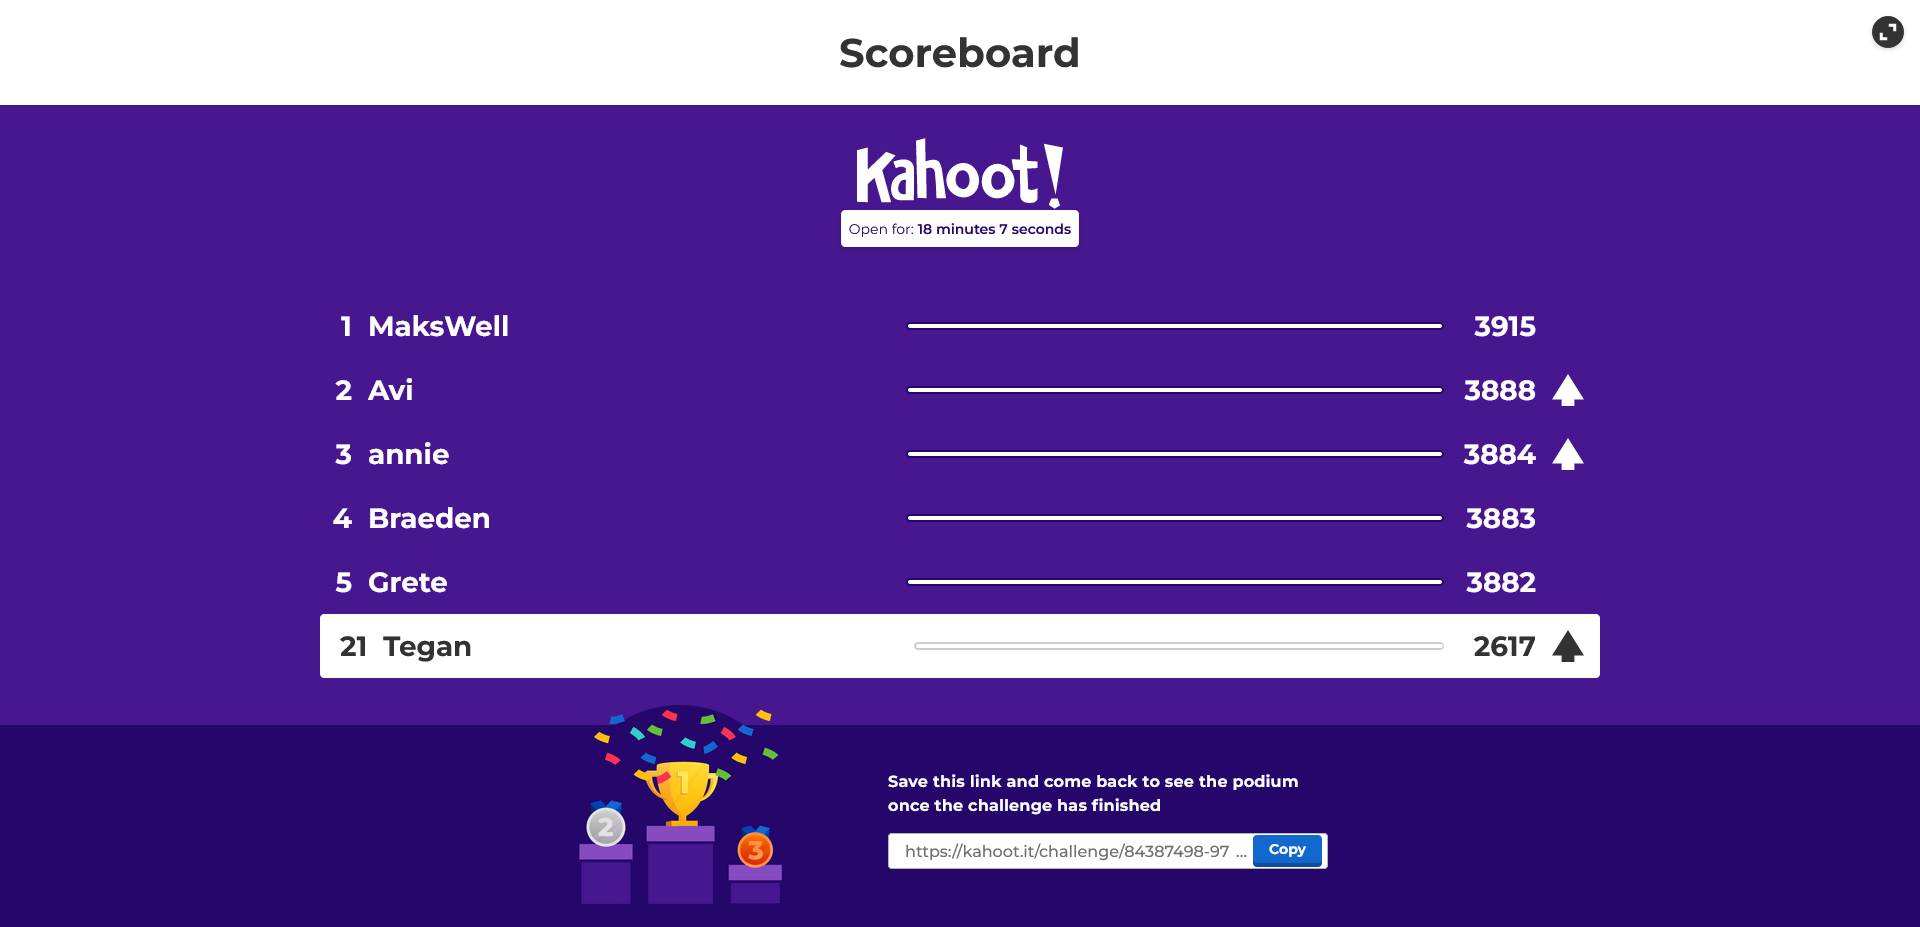 Scoreboard
Kahoot!
Open for: 18 minutes 7 seconds
1 MaksWell 3915
2 Avi 3888
3 annie 3884
4 Braeden 3883
5 Grete 3882
21 Tegan 2617
1
2
3
Save this link and come back to see the podium
once the challenge has finished
https://kahoot.it/challenge/84387498-97 ... Copy